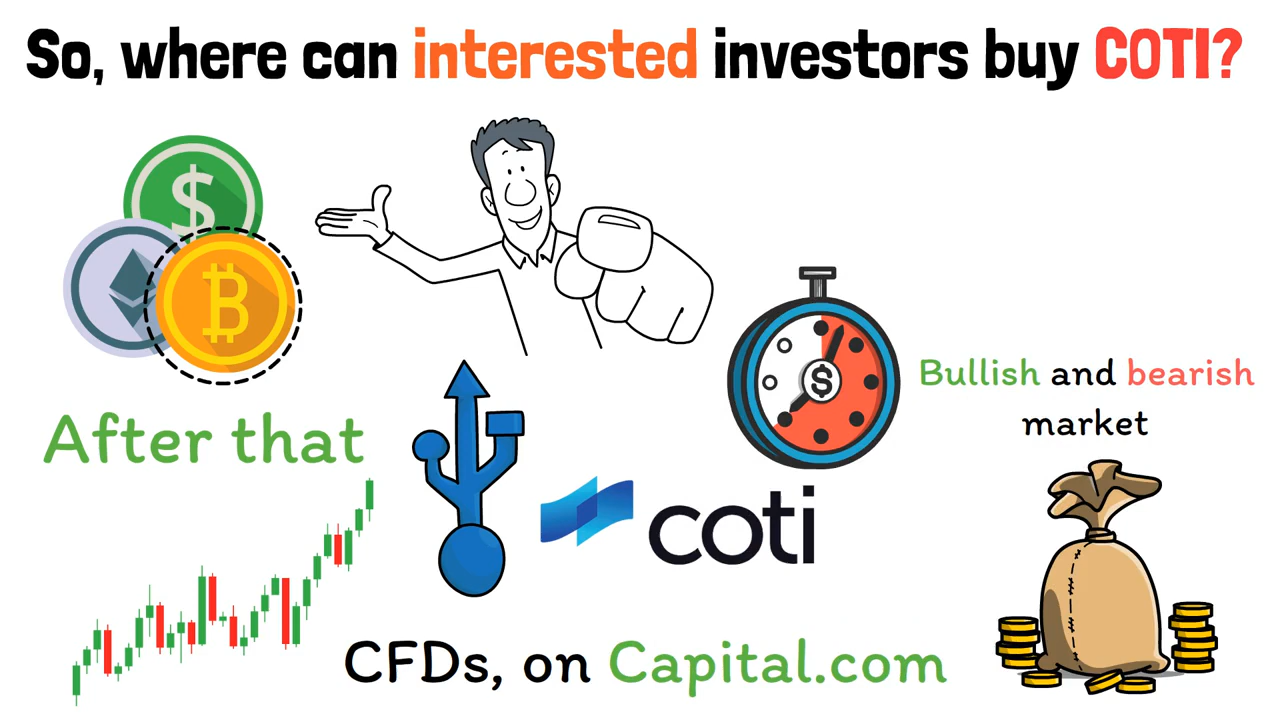 So, where can interested investors buy COTI?
Bullish and bearish
market
After that
coti
CFDs, on Capital.com